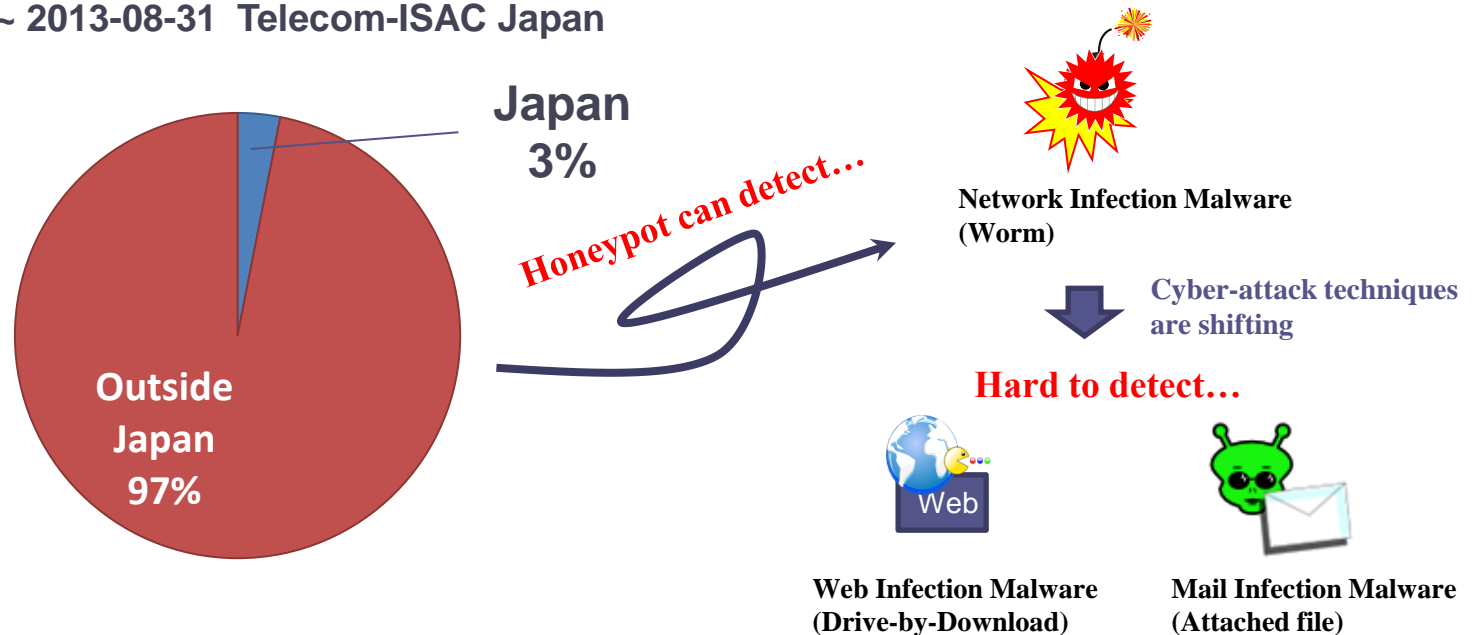 ~ 2013-08-31 Telecom-ISAC Japan
Japan
3%
Outside
Japan
97%
Honeypot can detect…
Network Infection Malware
(Worm)
Cyber-attack techniques
are shifting
Hard to detect…
Web
Web Infection Malware
(Drive-by-Download)
Mail Infection Malware
(Attached file)